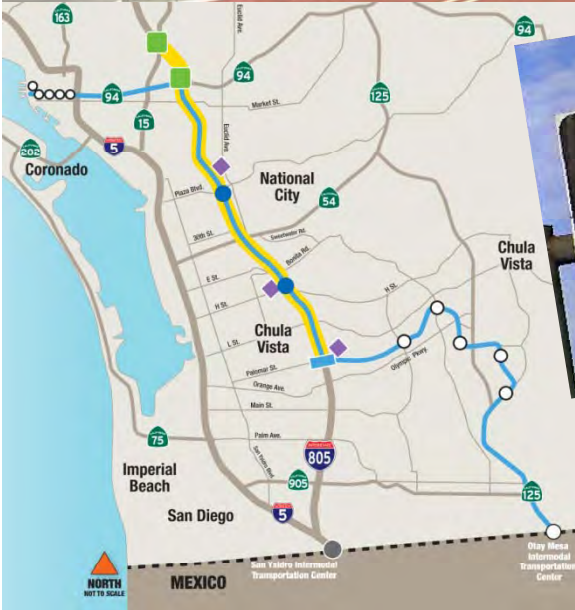 163
Euclid Ave.
94
94
94
Market St.
125
15
5
202
Euclid Ave.
Coronado
National
City
Plaza Blvd.
54
30th St.
Sweetwater Rd.
Bonita Rd.
Chula
Vista
E St.
H St.
H St.
Chula
Vista
L St.
Olympic Pkwy.
Palomar St.
Orange Ave.
Main St.
75
Palm Ave.
805
Imperial
Beach
905
125
San Diego
5
San Ysidro Intermodal
Transportation Center
Otay Mesa
Intermodal
Transportation
Center
NORTH
NOT TO SCALE
MEXICO